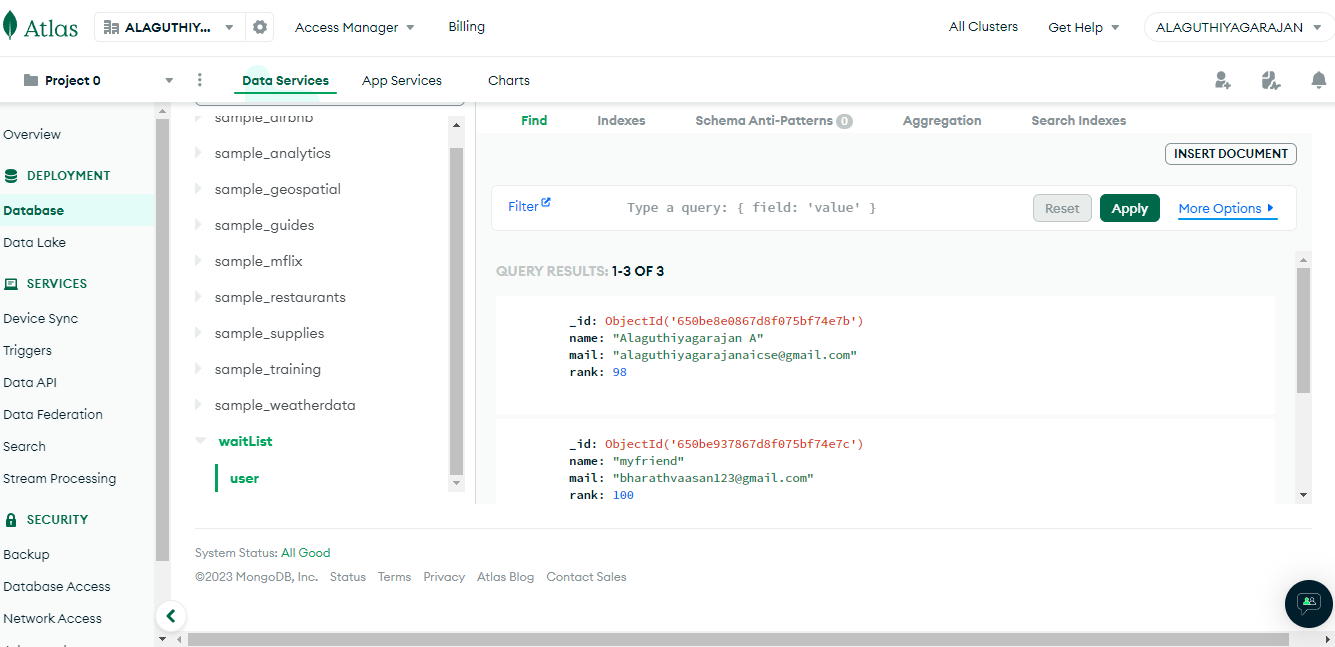 Atlas
ALAGUTHIY...
Access Manager
Billing
All Clusters
Get Help
ALAGUTHIYAGARAJAN
Project 0
Data Services
App Services
Charts
Overview
DEPLOYMENT
Database
Data Lake
SERVICES
Device Sync
Triggers
Data API
Data Federation
Search
Stream Processing
SECURITY
Backup
Database Access
Network Access
sample_airbnb
sample_analytics
sample_geospatial
sample_guides
sample_mflix
sample_restaurants
sample_supplies
sample_training
sample_weatherdata
waitList
user
Find
Indexes
Schema Anti-Patterns 0
Aggregation
Search Indexes
INSERT DOCUMENT
Filter
Type a query: { field: 'value' }
Reset
Apply
More Options
QUERY RESULTS: 1-3 OF 3
_id: ObjectId('650be8e0867d8f075bf74e7b')
name: "Alaguthiyagarajan A"
mail: "alaguthiyagarajanaicse@gmail.com"
rank: 98
_id: ObjectId('650be937867d8f075bf74e7c')
name: "myfriend"
mail: "bharathvaasan123@gmail.com"
rank: 100
System Status: All Good
©2023 MongoDB, Inc.
Status
Terms
Privacy
Atlas Blog
Contact Sales